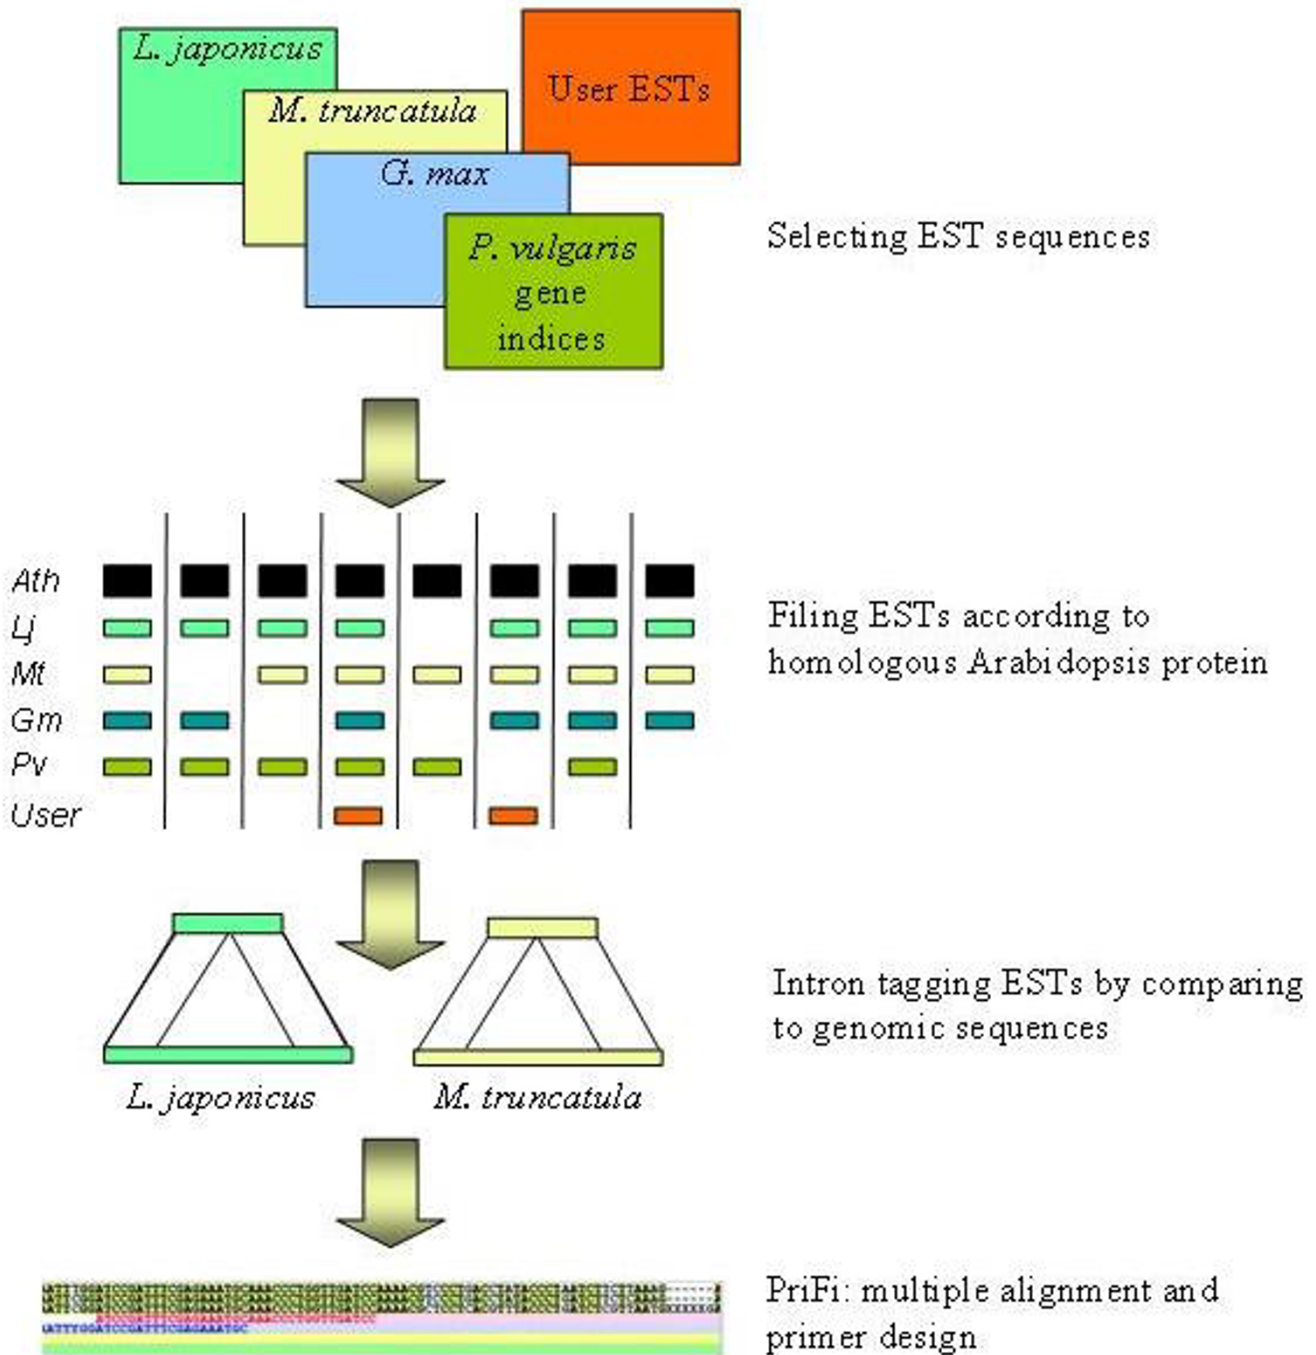 L. japonicus
User ESTs
M. truncatula
G. max
P. vulgaris
gene
indices
Selecting EST sequences
Ath
Lj
Mt
Gm
Pv
User
Filing ESTs according to
homologous Arabidopsis protein
L. japonicus
M. truncatula
Intron tagging ESTs by comparing
to genomic sequences
PriFi: multiple alignment and
primer design